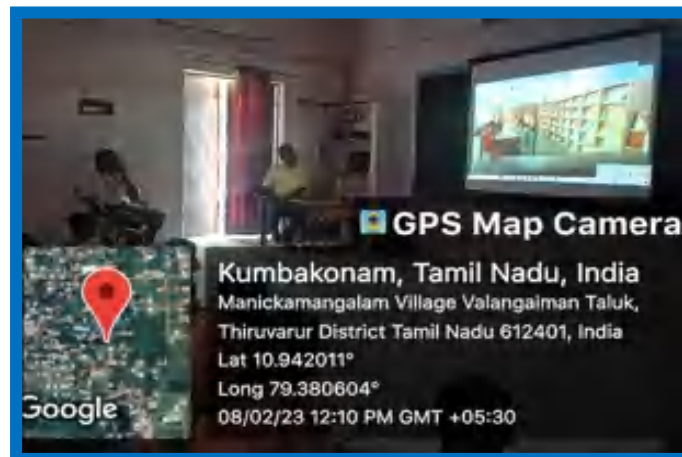 GPS Map Camera
Kumbakonam, Tamil Nadu, India
Manickamangalam Village Valangaiman Taluk,
Thiruvarur District Tamil Nadu 612401, India
Lat 10.942011°
Long 79.380604°
08/02/23 12:10 PM GMT +05:30
Google